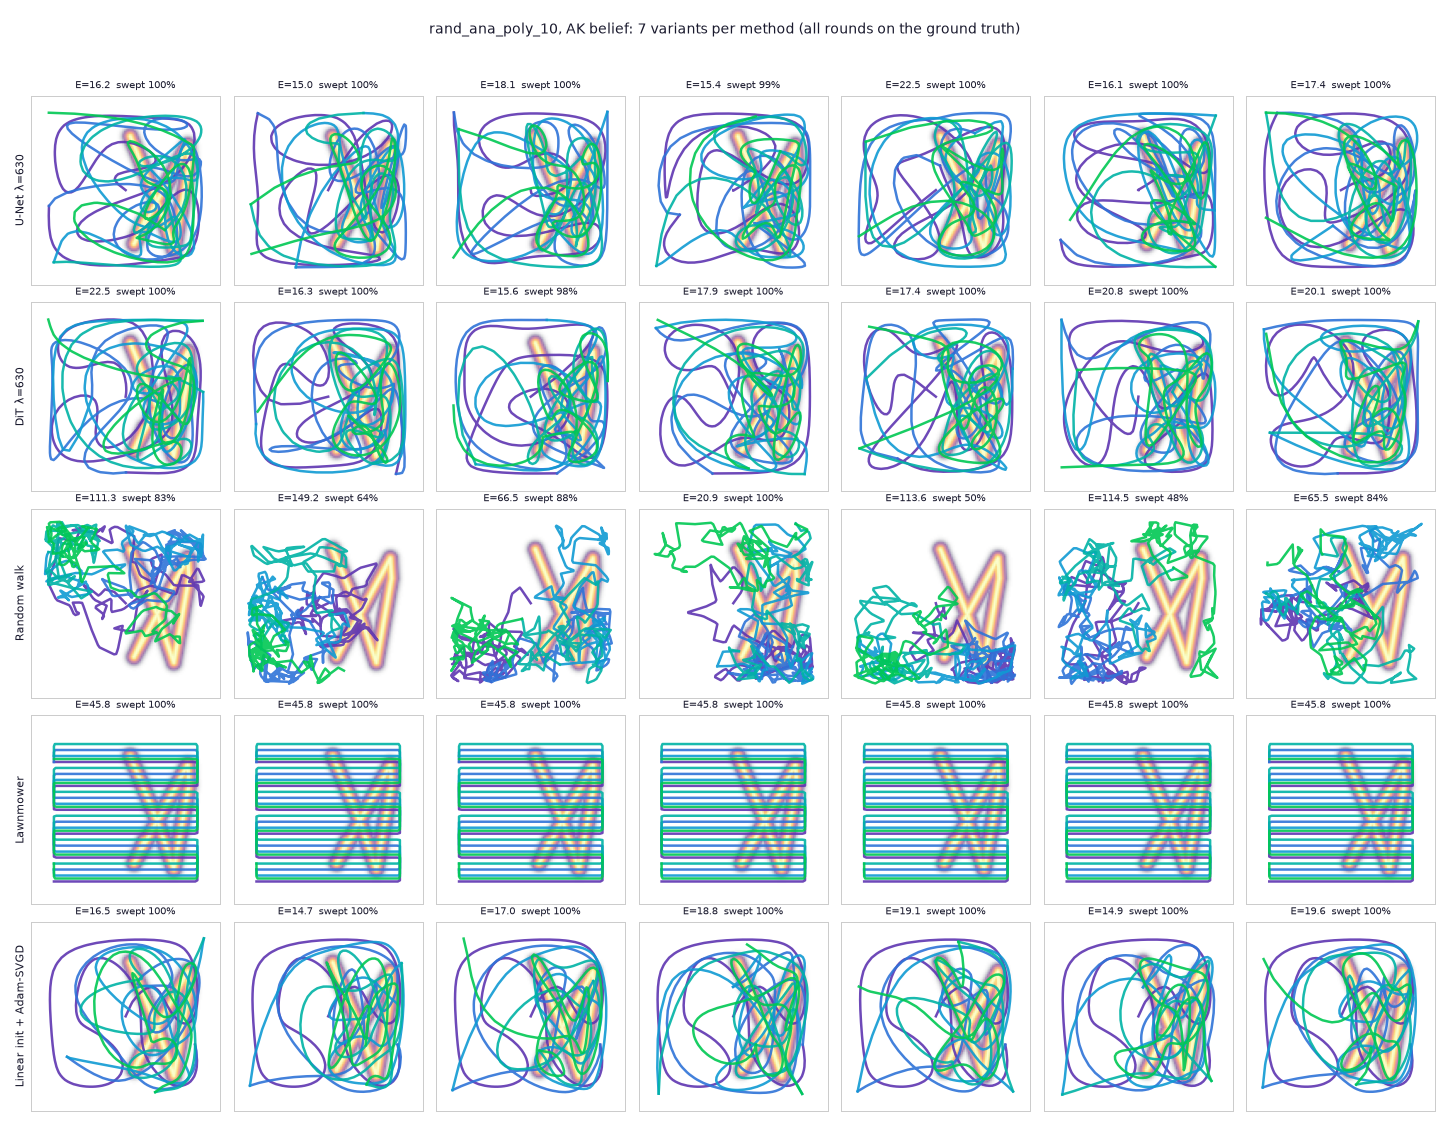 rand_ana_poly_10, AK belief: 7 variants per method (all rounds on the ground truth)
E=16.2 swept 100% E=15.0 swept 100% E=18.1 swept 100% E=15.4 swept 99% E=22.5 swept 100% E=16.1 swept 100% E=17.4 swept 100%
U-Net λ=630
E=22.5 swept 100% E=16.3 swept 100% E=15.6 swept 98% E=17.9 swept 100% E=17.4 swept 100% E=20.8 swept 100% E=20.1 swept 100%
DiT λ=630
E=111.3 swept 83% E=149.2 swept 64% E=66.5 swept 88% E=20.9 swept 100% E=113.6 swept 50% E=114.5 swept 48% E=65.5 swept 84%
Random walk
E=45.8 swept 100% E=45.8 swept 100% E=45.8 swept 100% E=45.8 swept 100% E=45.8 swept 100% E=45.8 swept 100% E=45.8 swept 100%
Lawnmower
E=16.5 swept 100% E=14.7 swept 100% E=17.0 swept 100% E=18.8 swept 100% E=19.1 swept 100% E=14.9 swept 100% E=19.6 swept 100%
Linear init + Adam-SVGD